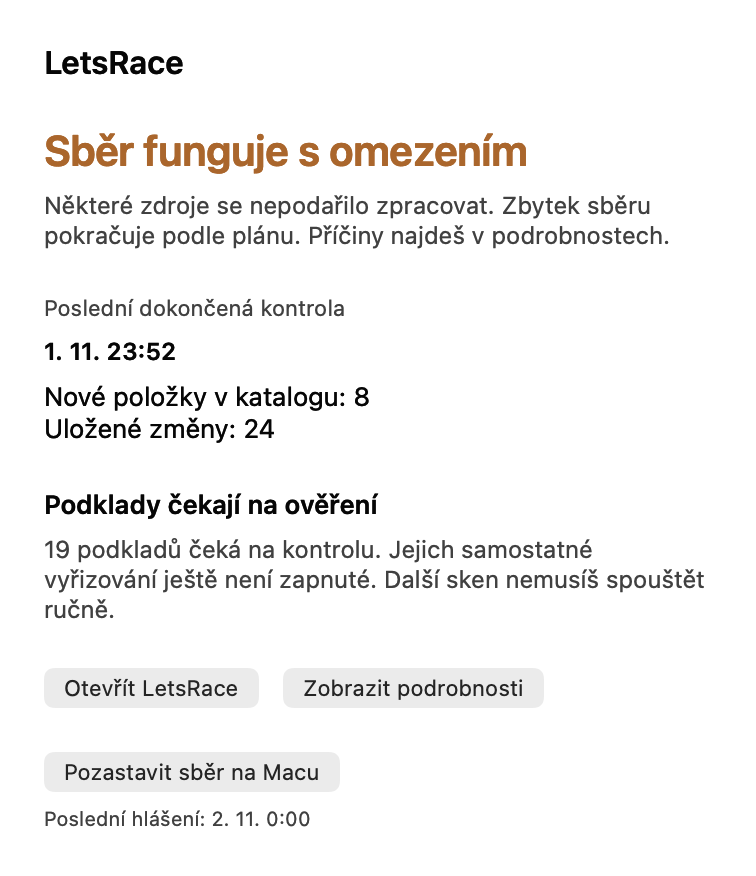 LetsRace
Sběr funguje s omezením
Některé zdroje se nepodařilo zpracovat. Zbytek sběru
pokračuje podle plánu. Příčiny najdeš v podrobnostech.
Poslední dokončená kontrola
1. 11. 23:52
Nové položky v katalogu: 8
Uložené změny: 24
Podklady čekají na ověření
19 podkladů čeká na kontrolu. Jejich samostatné
vyřizování ještě není zapnuté. Další sken nemusíš spouštět
ručně.
Otevřít LetsRace
Zobrazit podrobnosti
Pozastavit sběr na Macu
Poslední hlášení: 2. 11. 0:00